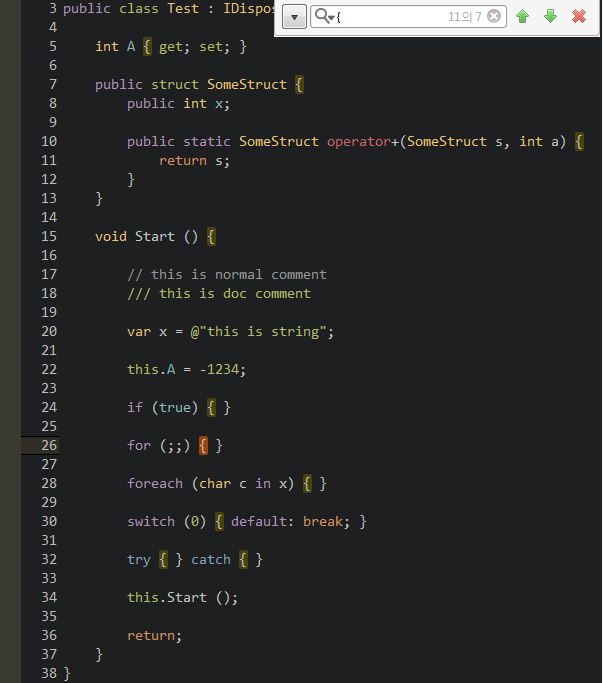 {
11의 7
3 public class Test : IDispos
4
5 int A { get; set; }
6
7 public struct SomeStruct {
8 public int x;
9
10 public static SomeStruct operator+(SomeStruct s, int a) {
11 return s;
12 }
13 }
14
15 void Start () {
16
17 // this is normal comment
18 /// this is doc comment
19
20 var x = @"this is string";
21
22 this.A = -1234;
23
24 if (true) { }
25
26 for (;;) { }
27
28 foreach (char c in x) { }
29
30 switch (0) { default: break; }
31
32 try { } catch { }
33
34 this.Start ();
35
36 return;
37 }
38 }